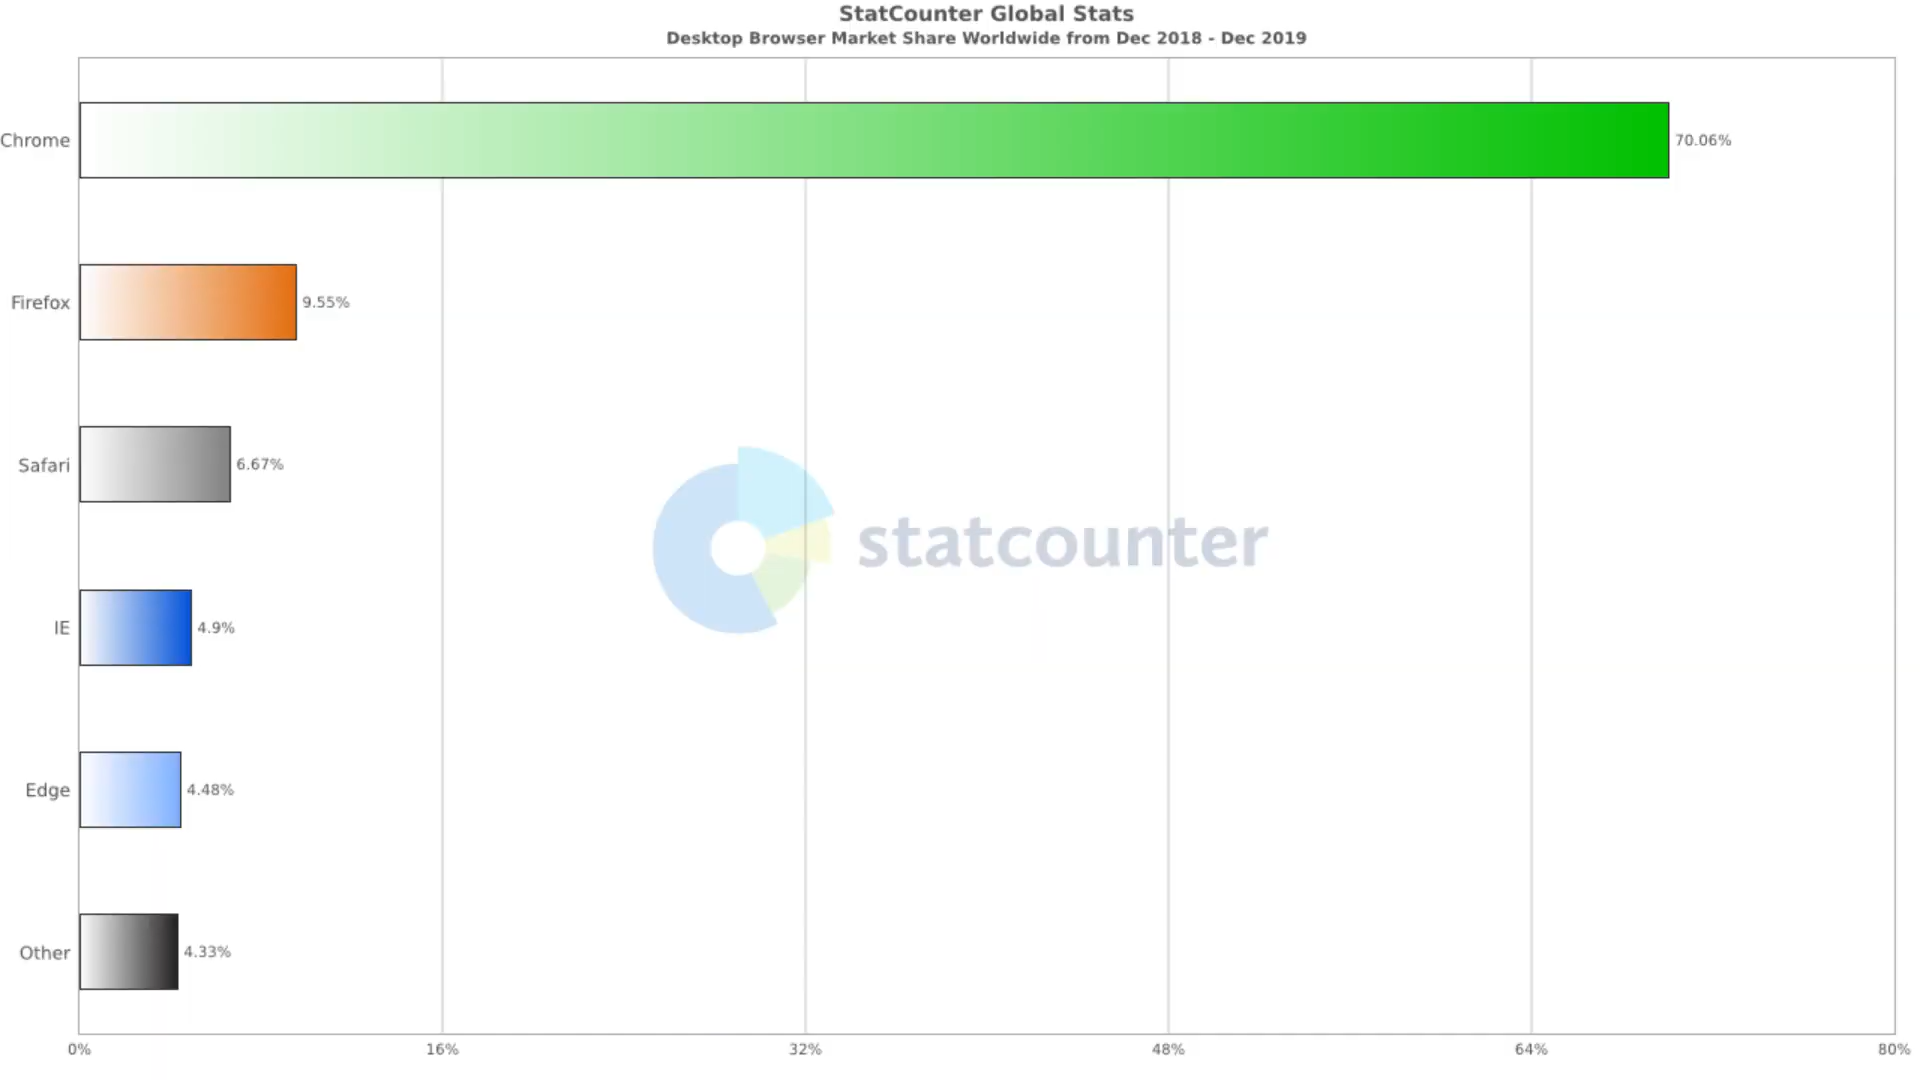 StatCounter Global Stats
Desktop Browser Market Share Worldwide from Dec 2018 - Dec 2019
Chrome 70.06%
Firefox 9.55%
Safari 6.67%
statcounter
IE 4.9%
Edge 4.48%
Other 4.33%
0% 16% 32% 48% 64% 80%